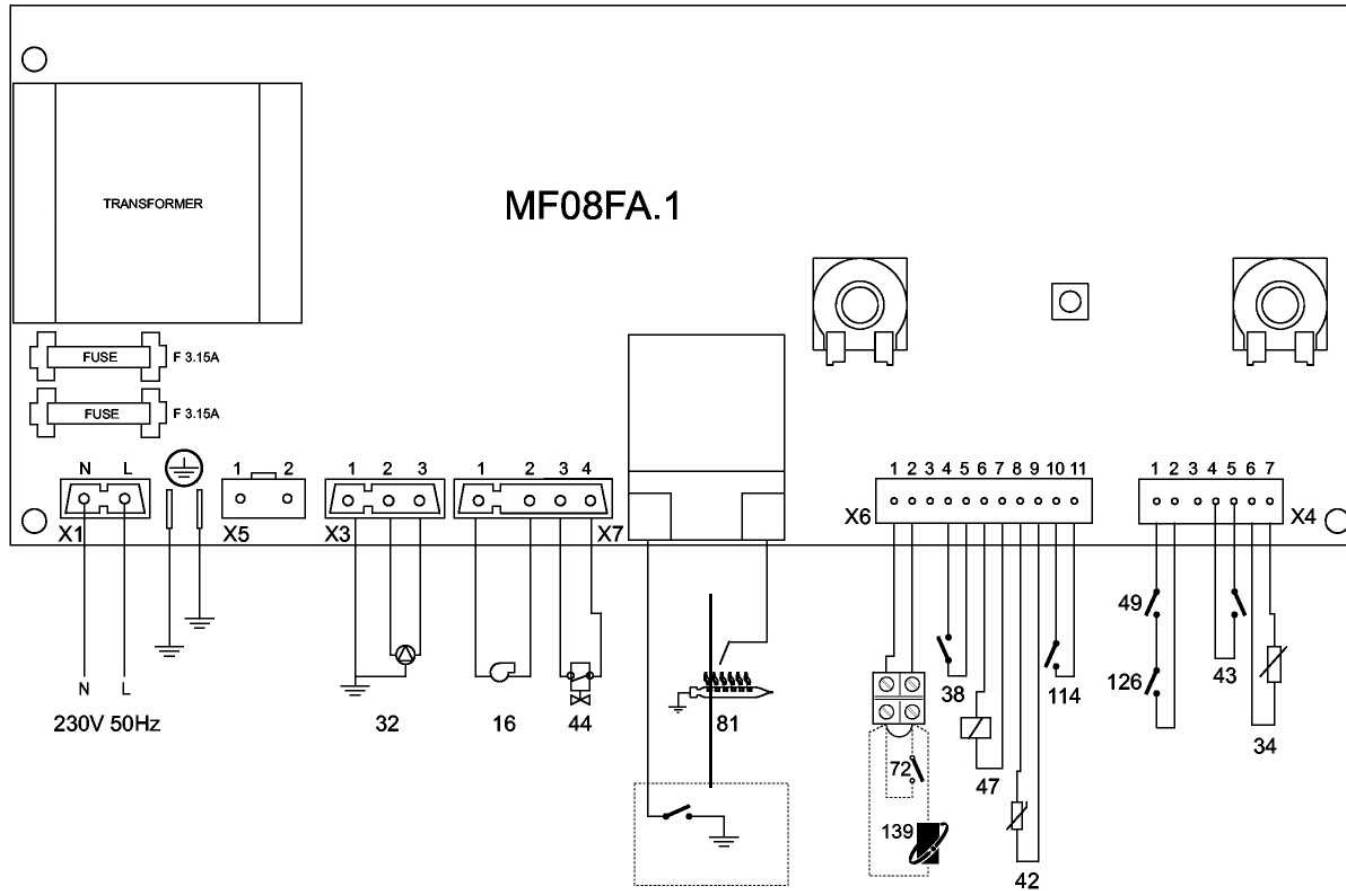 TRANSFORMER
MF08FA.1
FUSE F 3.15A
FUSE F 3.15A
N L
1 2
1 2 3
1 2 3 4
1 2 3 4 5 6 7 8 9 10 11
1 2 3 4 5 6 7
X1
X5
X3
X7
X6
X4
49
126
N L
230V 50Hz
32
16
44
81
38
114
43
34
72
47
139
42